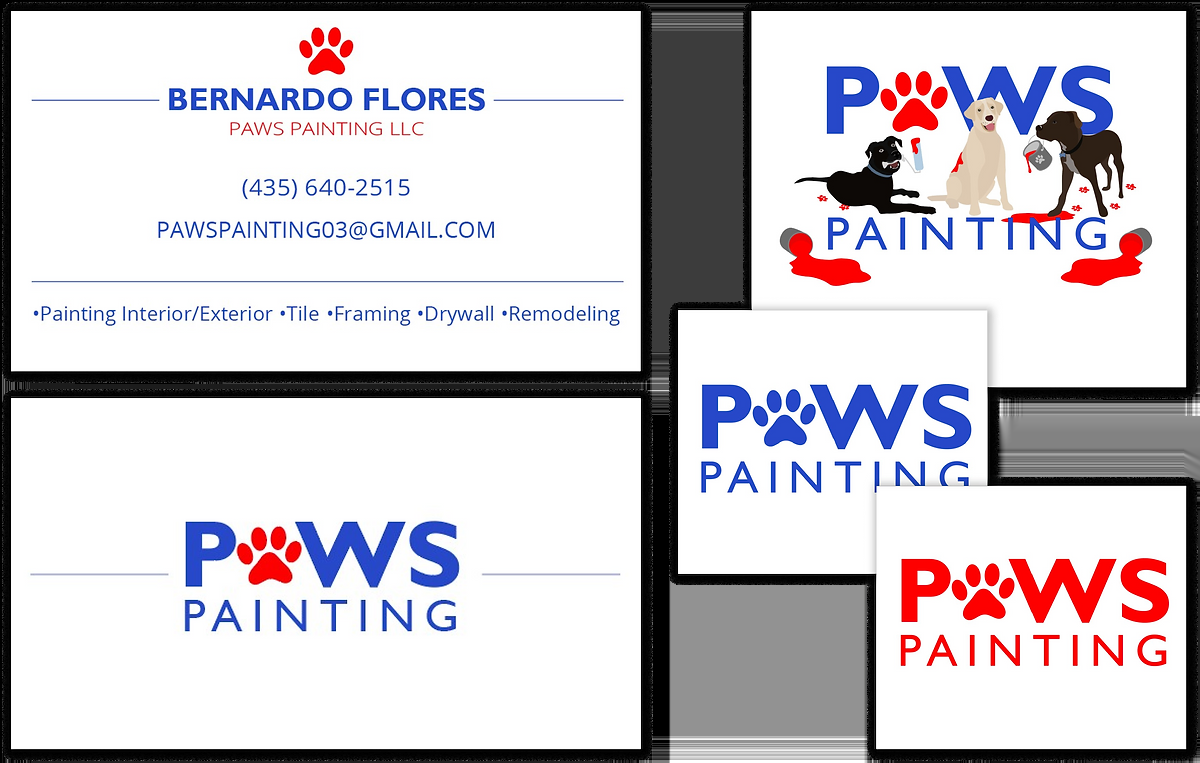 BERNARDO FLORES
PAWS PAINTING LLC
(435) 640-2515
PAWSPAINTING03@GMAIL.COM
•Painting Interior/Exterior •Tile •Framing •Drywall •Remodeling
PAWS
PAINTING
PAWS
PAINTING
PAWS
PAINTING
PAWS
PAINTING